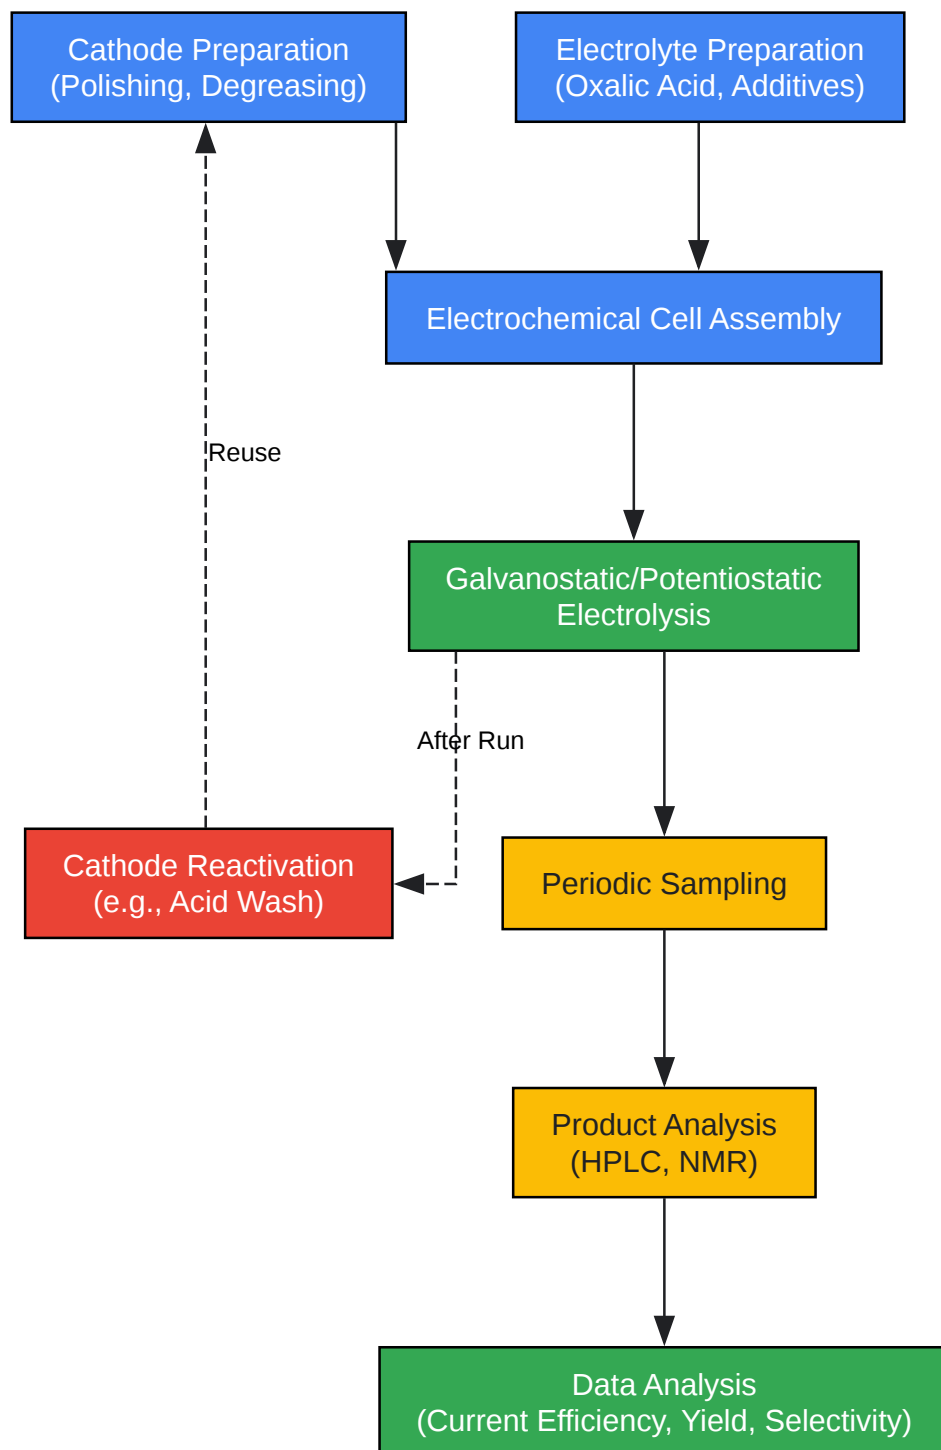 Cathode Preparation
(Polishing, Degreasing)
Electrolyte Preparation
(Oxalic Acid, Additives)
Electrochemical Cell Assembly
Reuse
Galvanostatic/Potentiostatic
Electrolysis
After Run
Cathode Reactivation
(e.g., Acid Wash)
Periodic Sampling
Product Analysis
(HPLC, NMR)
Data Analysis
(Current Efficiency, Yield, Selectivity)